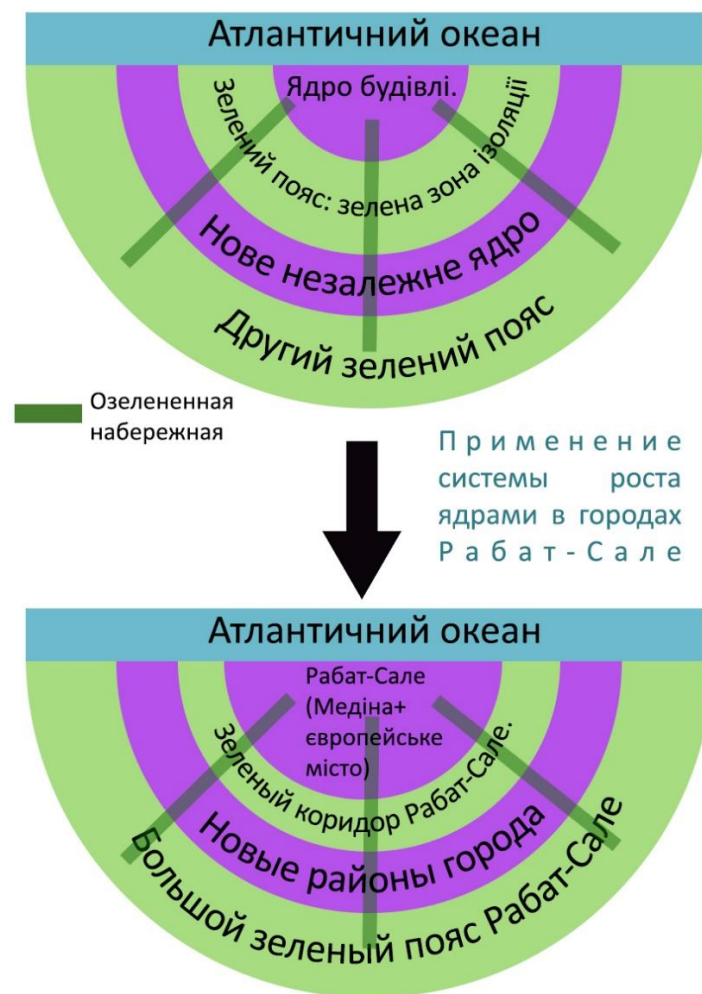 Атлантичний океан
Ядро будівлі.
Зелений пояс: зелена зона ізоляції
Нове незалежне ядро
Другий зелений пояс
Озелененная
набережная
Применение
системы роста
ядрами в городах
Рабат-Сале
Атлантичний океан
Рабат-Сале
(Медіна+
європейське
місто)
Зеленый коридор Рабат-Сале.
Новые районы города
Большой зеленый пояс Рабат-Сале